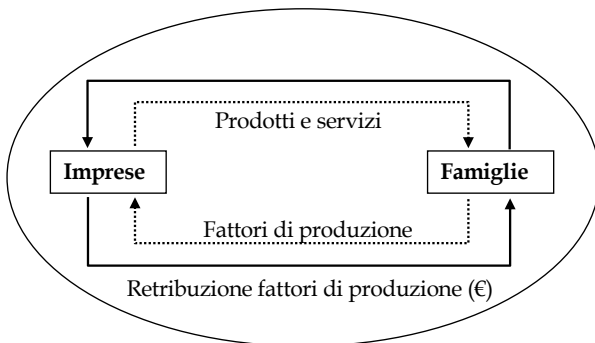 Prodotti e servizi
Imprese
Famiglie
Fattori di produzione
Retribuzione fattori di produzione (€)